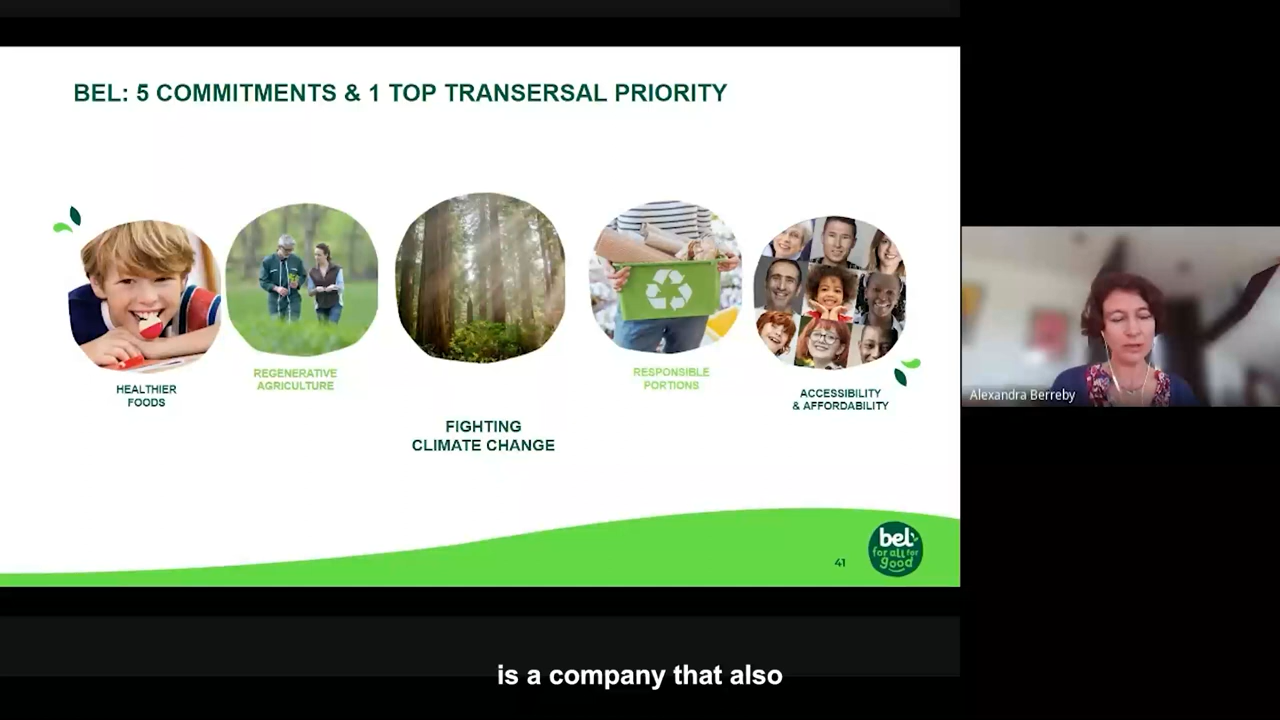 BEL: 5 COMMITMENTS & 1 TOP TRANSERSAL PRIORITY
HEALTHIER
FOODS
REGENERATIVE
AGRICULTURE
FIGHTING
CLIMATE CHANGE
RESPONSIBLE
PORTIONS
ACCESSIBILITY
& AFFORDABILITY
Alexandra Berreby
41
bel
for all for
good
is a company that also